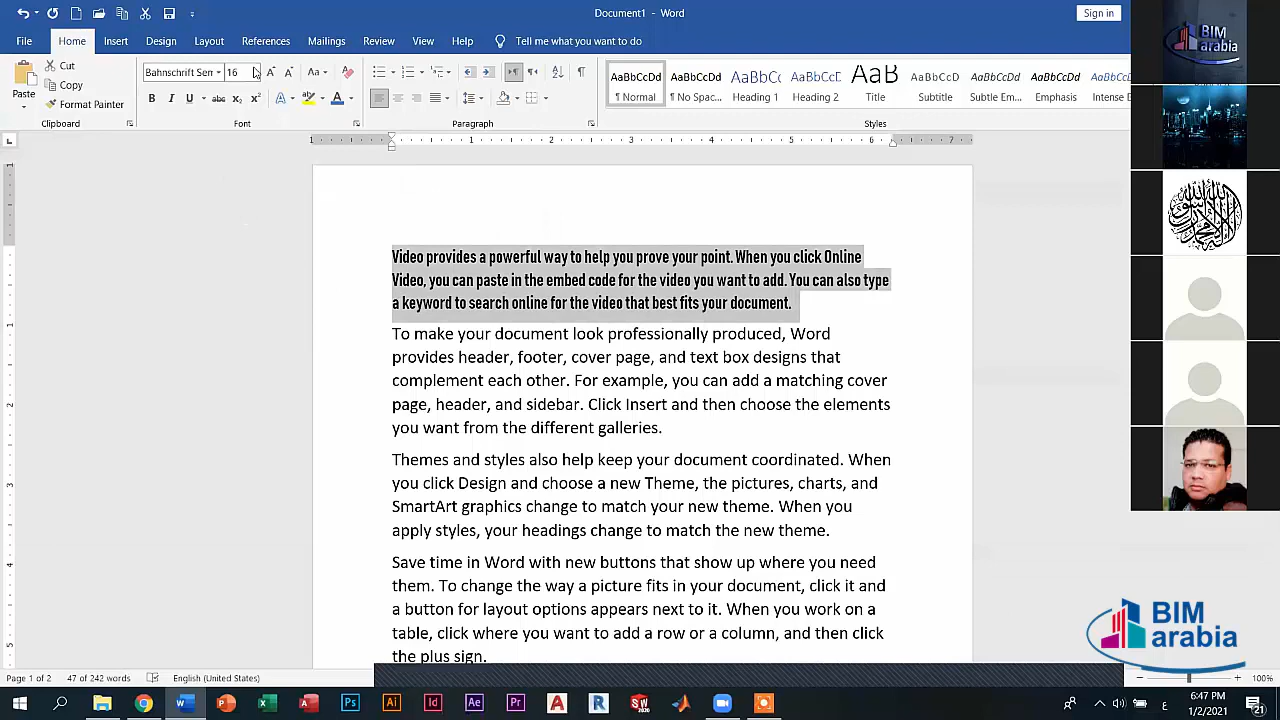 Document1 - Word
Sign in
File Home Insert Design Layout References Mailings Review View Help Tell me what you want to do
Cut
Copy
Format Painter
Paste
Clipboard
Bahnschrift Sem 16
Font
Paragraph
AaBbCcDd AaBbCcDd AaBbCc AaBbCcC AaB AaBbCcD AaBbCcDd AaBbCcDd AaBbCcDd
¶ Normal ¶ No Spac... Heading 1 Heading 2 Title Subtitle Subtle Em... Emphasis Intense E
Styles
Video provides a powerful way to help you prove your point. When you click Online
Video, you can paste in the embed code for the video you want to add. You can also type
a keyword to search online for the video that best fits your document.
To make your document look professionally produced, Word
provides header, footer, cover page, and text box designs that
complement each other. For example, you can add a matching cover
page, header, and sidebar. Click Insert and then choose the elements
you want from the different galleries.
Themes and styles also help keep your document coordinated. When
you click Design and choose a new Theme, the pictures, charts, and
SmartArt graphics change to match your new theme. When you
apply styles, your headings change to match the new theme.
Save time in Word with new buttons that show up where you need
them. To change the way a picture fits in your document, click it and
a button for layout options appears next to it. When you work on a
table, click where you want to add a row or a column, and then click
the plus sign.
Page 1 of 2 47 of 242 words English (United States)
100%
BIM
arabia
BIM
arabia
6:47 PM
1/2/2021
21